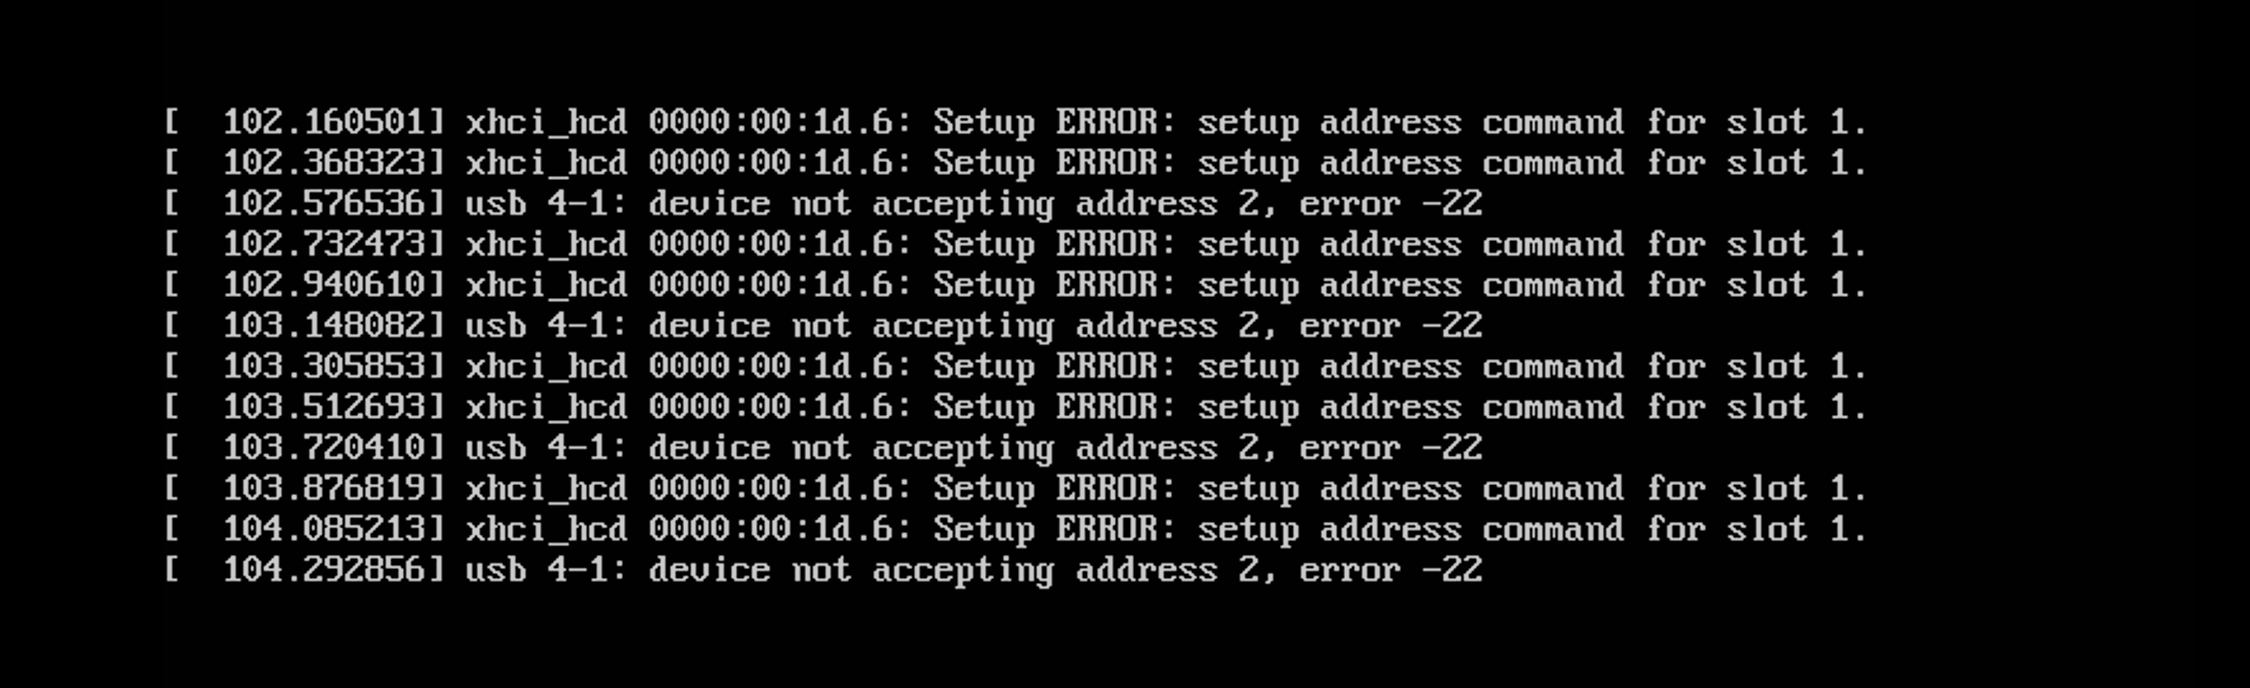 [  102.160501] xhci_hcd 0000:00:1d.6: Setup ERROR: setup address command for slot 1.
[  102.368323] xhci_hcd 0000:00:1d.6: Setup ERROR: setup address command for slot 1.
[  102.576536] usb 4-1: device not accepting address 2, error -22
[  102.732473] xhci_hcd 0000:00:1d.6: Setup ERROR: setup address command for slot 1.
[  102.940610] xhci_hcd 0000:00:1d.6: Setup ERROR: setup address command for slot 1.
[  103.148082] usb 4-1: device not accepting address 2, error -22
[  103.305853] xhci_hcd 0000:00:1d.6: Setup ERROR: setup address command for slot 1.
[  103.512693] xhci_hcd 0000:00:1d.6: Setup ERROR: setup address command for slot 1.
[  103.720410] usb 4-1: device not accepting address 2, error -22
[  103.876819] xhci_hcd 0000:00:1d.6: Setup ERROR: setup address command for slot 1.
[  104.085213] xhci_hcd 0000:00:1d.6: Setup ERROR: setup address command for slot 1.
[  104.292856] usb 4-1: device not accepting address 2, error -22